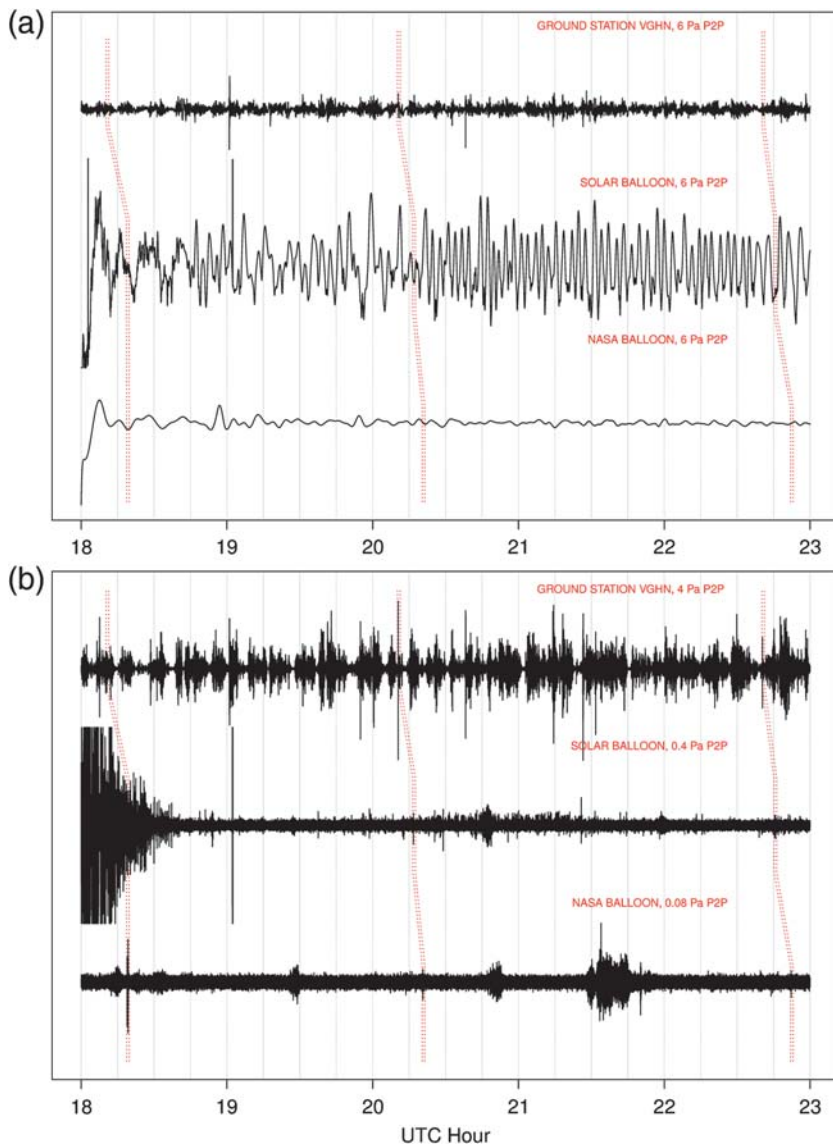 (a)
GROUND STATION VGHN, 6 Pa P2P
SOLAR BALLOON, 6 Pa P2P
NASA BALLOON, 6 Pa P2P
18 19 20 21 22 23
(b)
GROUND STATION VGHN, 4 Pa P2P
SOLAR BALLOON, 0.4 Pa P2P
NASA BALLOON, 0.08 Pa P2P
18 19 20 21 22 23
UTC Hour